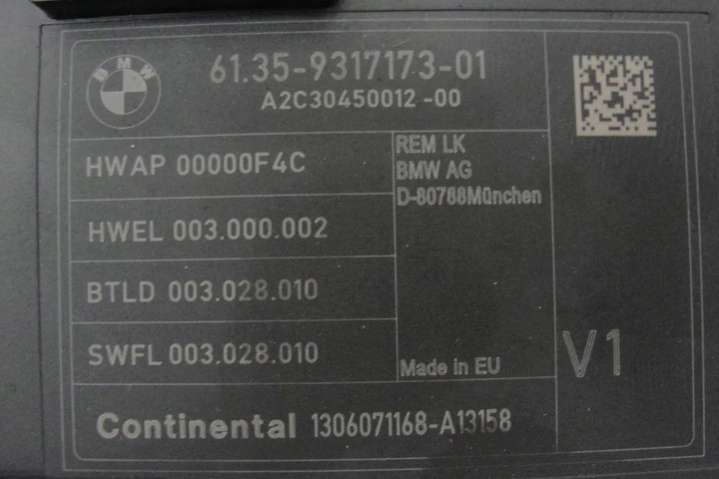 BMW
61.35-9317173-01
A2C30450012-00
HWAP 00000F4C
REM LK
BMW AG
D-80788München
HWEL 003.000.002
BTLD 003.028.010
SWFL 003.028.010
Made in EU
V1
Continental 1306071168-A13158